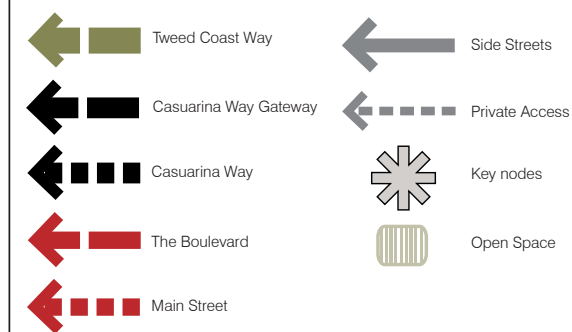 Tweed Coast Way
Casuarina Way Gateway
Casuarina Way
The Boulevard
Main Street
Side Streets
Private Access
Key nodes
Open Space